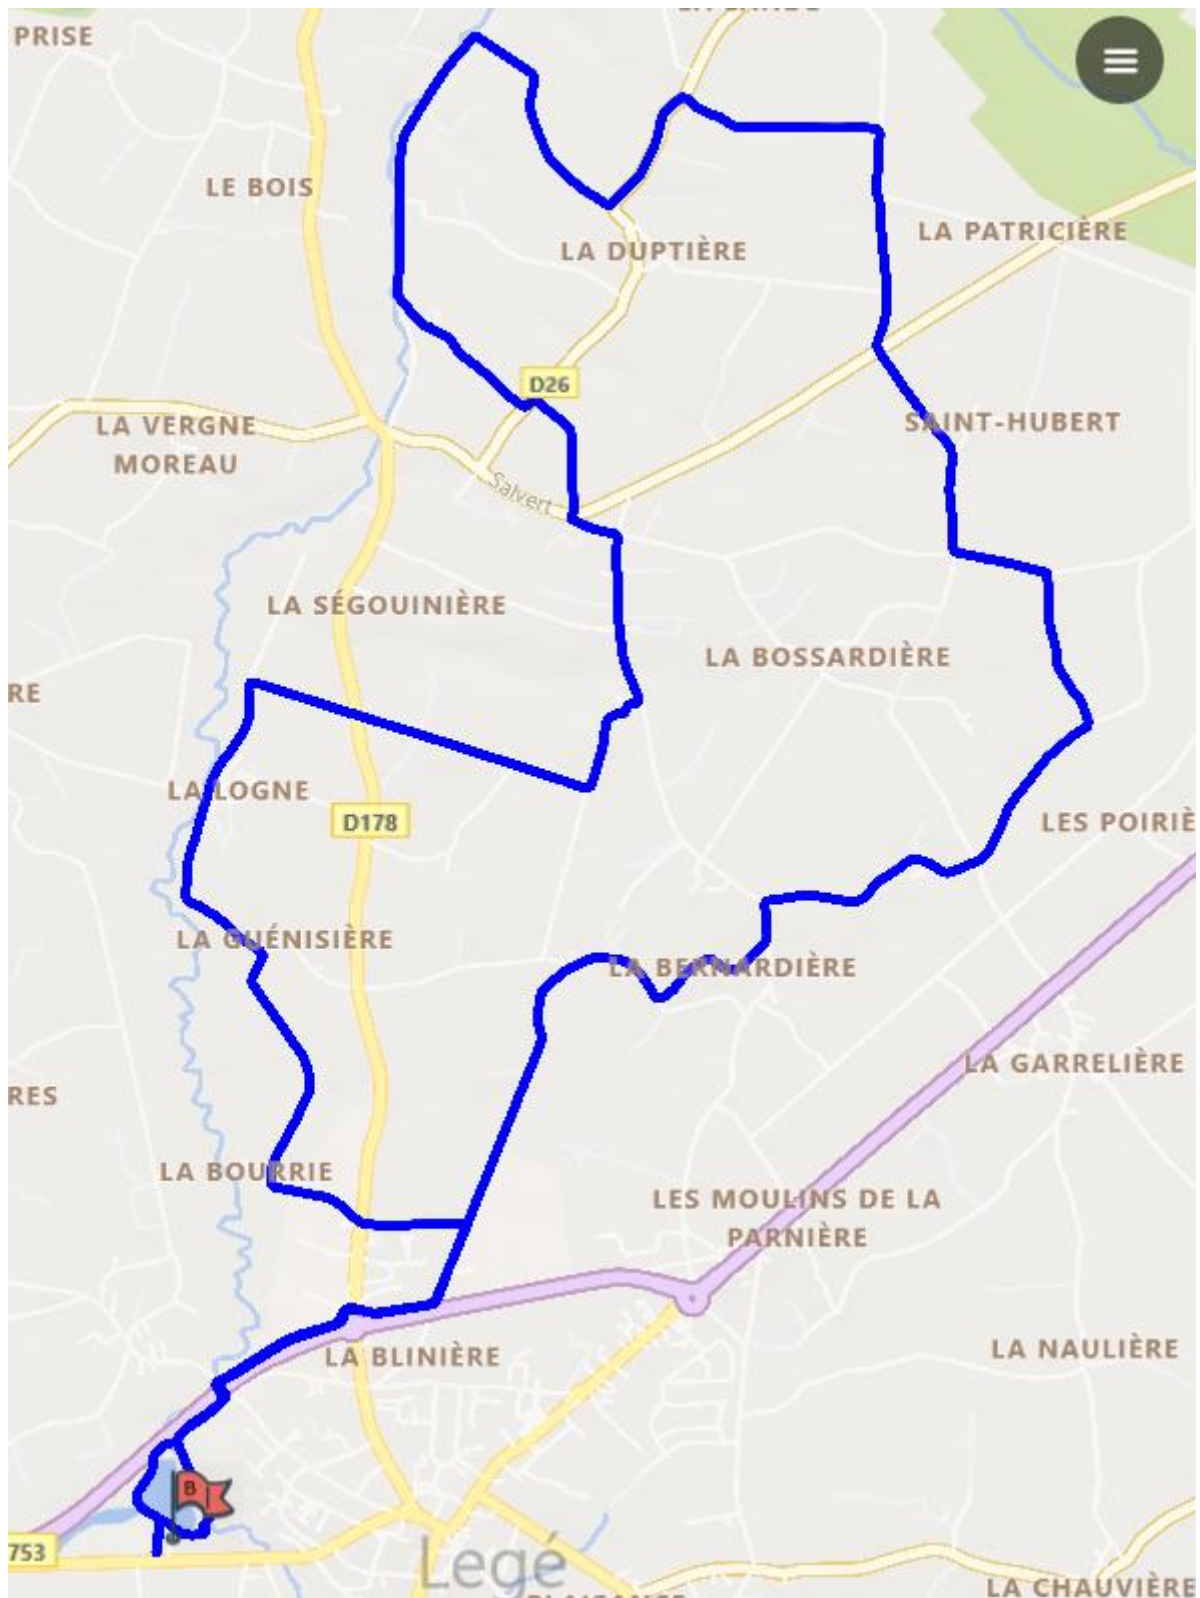 PRISE
LE BOIS
LA PATRICIÈRE
LA DUPTIÈRE
D26
LA VERGNE
MOREAU
SAINT-HUBERT
Salvert
LA SÉGOUINIÈRE
LA BOSSARDIÈRE
RE
LA LOGNE
D178
LES POIRIÈ
LA GUÉNISIÈRE
LA BERNARDIÈRE
LA GARRELIÈRE
RES
LA BOURRIE
LES MOULINS DE LA
PARNIÈRE
LA BLINIÈRE
LA NAULIÈRE
B
753
Legé
LA CHAUVIÈRE